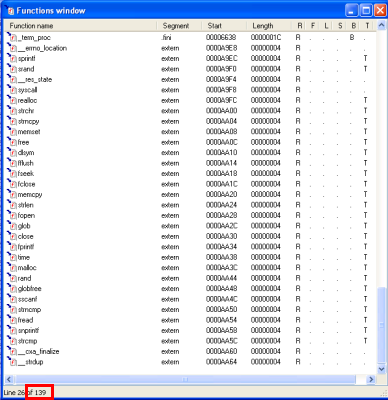 Functions window
Function name Segment Start Length R F L S B T
_term_proc .fini 00006638 0000001C R . . . B .
__errno_location extern 0000A9E8 00000004 R . . . . .
sprintf extern 0000A9EC 00000004 R . . . . T
srand extern 0000A9F0 00000004 R . . . . T
__res_state extern 0000A9F4 00000004 R . . . . .
syscall extern 0000A9F8 00000004 R . . . . .
realloc extern 0000A9FC 00000004 R . . . . T
strchr extern 0000AA00 00000004 R . . . . T
strncpy extern 0000AA04 00000004 R . . . . T
memset extern 0000AA08 00000004 R . . . . T
free extern 0000AA0C 00000004 R . . . . T
dlsym extern 0000AA10 00000004 R . . . . T
fflush extern 0000AA14 00000004 R . . . . T
fseek extern 0000AA18 00000004 R . . . . T
fclose extern 0000AA1C 00000004 R . . . . T
memcpy extern 0000AA20 00000004 R . . . . T
strlen extern 0000AA24 00000004 R . . . . T
fopen extern 0000AA28 00000004 R . . . . T
glob extern 0000AA2C 00000004 R . . . . T
close extern 0000AA30 00000004 R . . . . T
fprintf extern 0000AA34 00000004 R . . . . T
time extern 0000AA38 00000004 R . . . . T
malloc extern 0000AA3C 00000004 R . . . . T
rand extern 0000AA44 00000004 R . . . . T
globfree extern 0000AA48 00000004 R . . . . T
sscanf extern 0000AA4C 00000004 R . . . . T
strncmp extern 0000AA50 00000004 R . . . . T
fread extern 0000AA54 00000004 R . . . . T
snprintf extern 0000AA58 00000004 R . . . . T
strcmp extern 0000AA5C 00000004 R . . . . T
__cxa_finalize extern 0000AA60 00000004 R . . . . .
__strdup extern 0000AA64 00000004 R . . . . .
Line 26 of 139